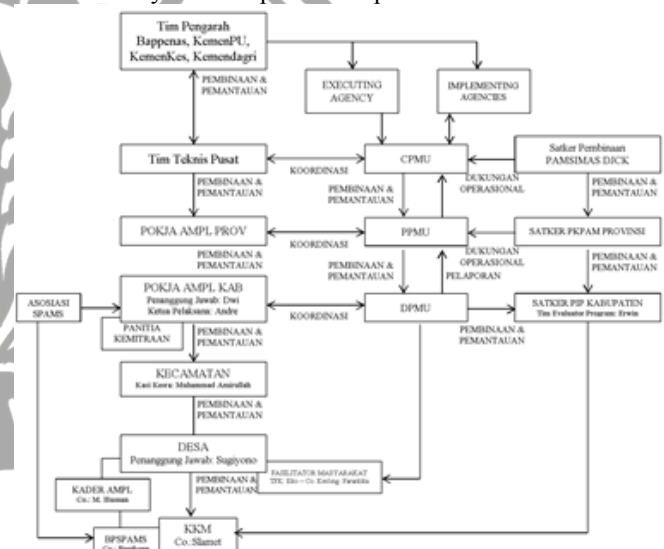 Tim Pengarah
Bappenas, KemenPU,
KemenKes, Kemendagri
PEMBINAAN &
PEMANTAUAN
EXECUTING
AGENCY
IMPLEMENTING
AGENCIES
Tim Teknis Pusat
KOORDINASI
CPMU
Satker Pembinaan
PAMSIMAS DJCK
DUKUNGAN
OPERASIONAL
PEMBINAAN &
PEMANTAUAN
PEMBINAAN &
PEMANTAUAN
PEMBINAAN &
PEMANTAUAN
POKJA AMPL PROV
KOORDINASI
PPMU
SATKER PKPAM PROVINSI
PEMBINAAN &
PEMANTAUAN
PEMBINAAN &
PEMANTAUAN
DUKUNGAN
OPERASIONAL
PELAPORAN
PEMBINAAN &
PEMANTAUAN
ASOSIASI
SPAMS
POKJA AMPL KAB
Penanggung Jawab: Dwi
Ketua Pelaksana: Andre
KOORDINASI
DPMU
SATKER PIP KABUPATEN
Tim Evaluator Program: Erwin
PANITIA
KEMITRAAN
PEMBINAAN &
PEMANTAUAN
PEMBINAAN &
PEMANTAUAN
KECAMATAN
Kasi Kesra: Muhammad Amirullah
PEMBINAAN &
PEMANTAUAN
DESA
Penanggung Jawab: Sugiyono
FASILITATOR MASYARAKAT
PEMBINAAN &
PEMANTAUAN
KADER AMPL
Co.: M.
BPSPAMS
KKM
Co.:Slamet